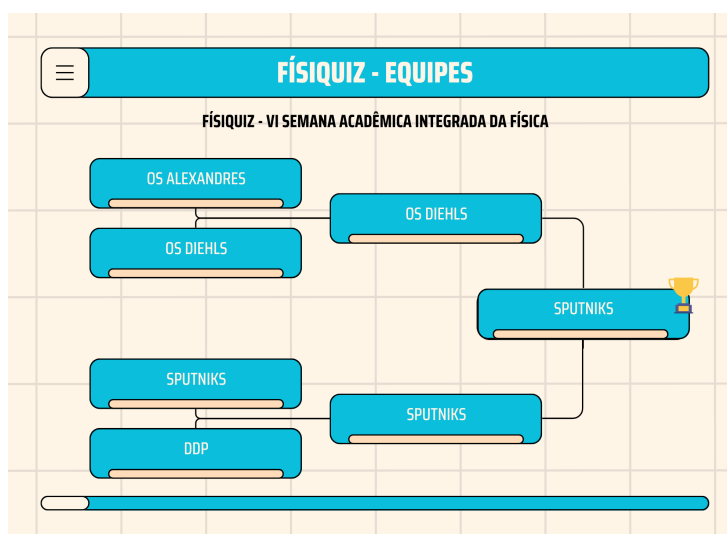 FÍSIQUIZ - EQUIPES
FÍSIQUIZ - VI SEMANA ACADÊMICA INTEGRADA DA FÍSICA
OS ALEXANDRES
OS DIEHLS
OS DIEHLS
SPUTNIKS
SPUTNIKS
SPUTNIKS
DDP